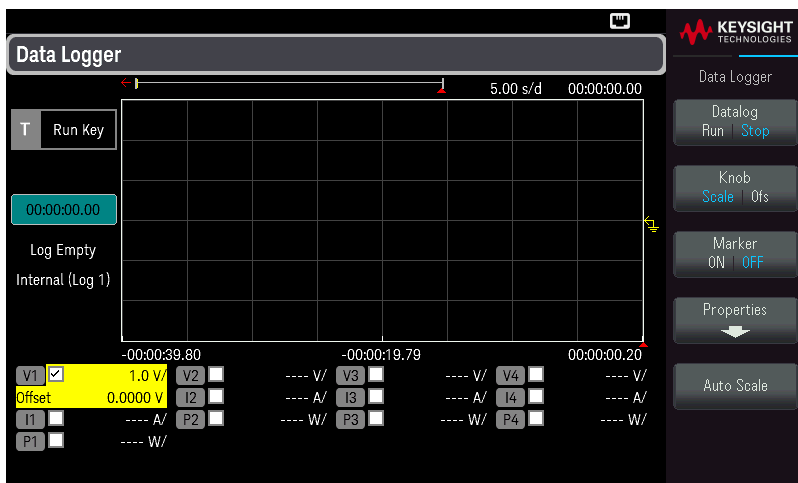 KEYSIGHT
TECHNOLOGIES
Data Logger
Data Logger
5.00 s/d 00:00:00.00
T Run Key
00:00:00.00
Log Empty
Internal (Log 1)
-00:00:39.80 -00:00:19.79 00:00:00.20
V1 1.0 V/ V2 ---- V/ V3 ---- V/ V4 ---- V/
Offset 0.0000 V I2 ---- A/ I3 ---- A/ I4 ---- A/
I1 ---- A/ P2 ---- W/ P3 ---- W/ P4 ---- W/
P1 ---- W/
Datalog
Run | Stop
Knob
Scale | Ofs
Marker
ON | OFF
Properties
Auto Scale